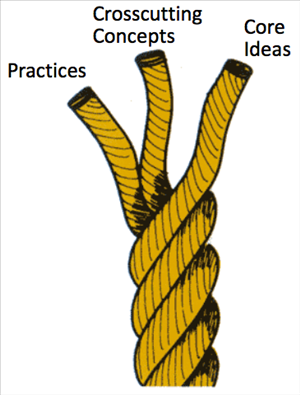 Practices
Crosscutting
Concepts
Core
Ideas